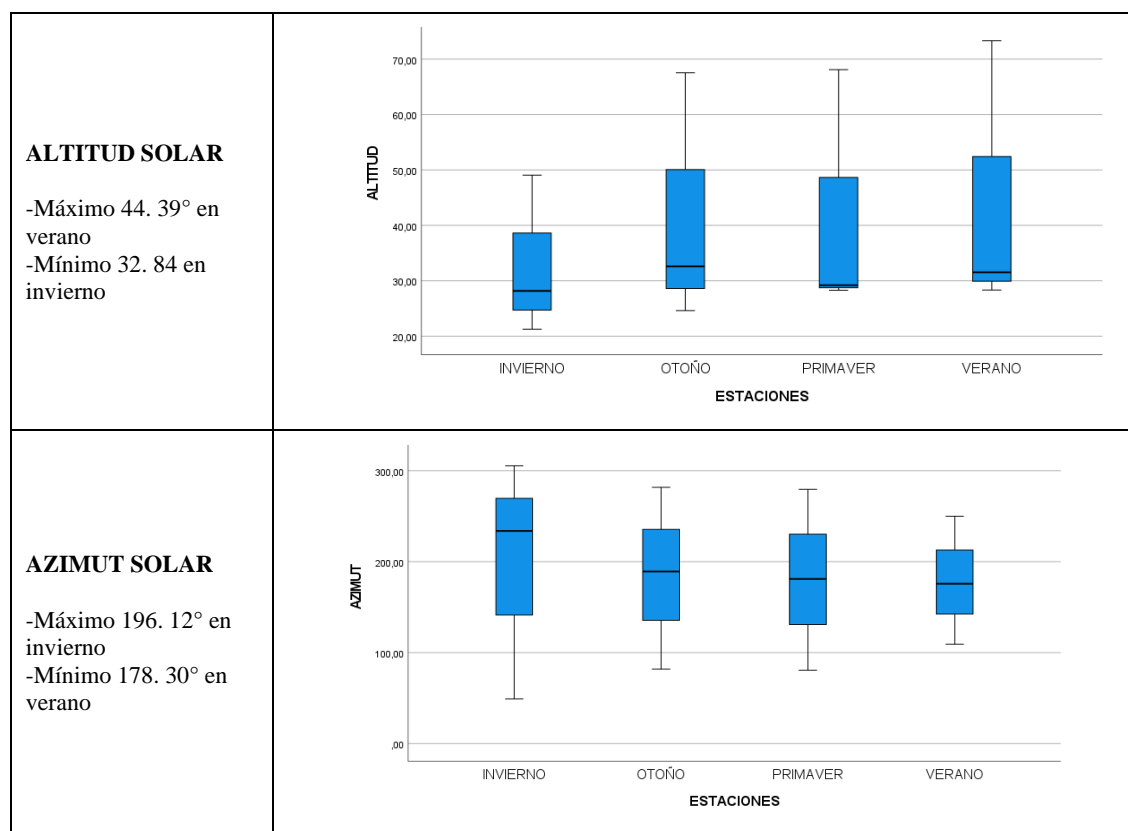 ALTITUD SOLAR
-Máximo 44. 39° en
verano
-Mínimo 32. 84 en
invierno
ALTITUD
70,00
60,00
50,00
40,00
30,00
20,00
INVIERNO OTOÑO PRIMAVER VERANO
ESTACIONES
AZIMUT SOLAR
-Máximo 196. 12° en
invierno
-Mínimo 178. 30° en
verano
AZIMUT
300,00
200,00
100,00
,00
INVIERNO OTOÑO PRIMAVER VERANO
ESTACIONES